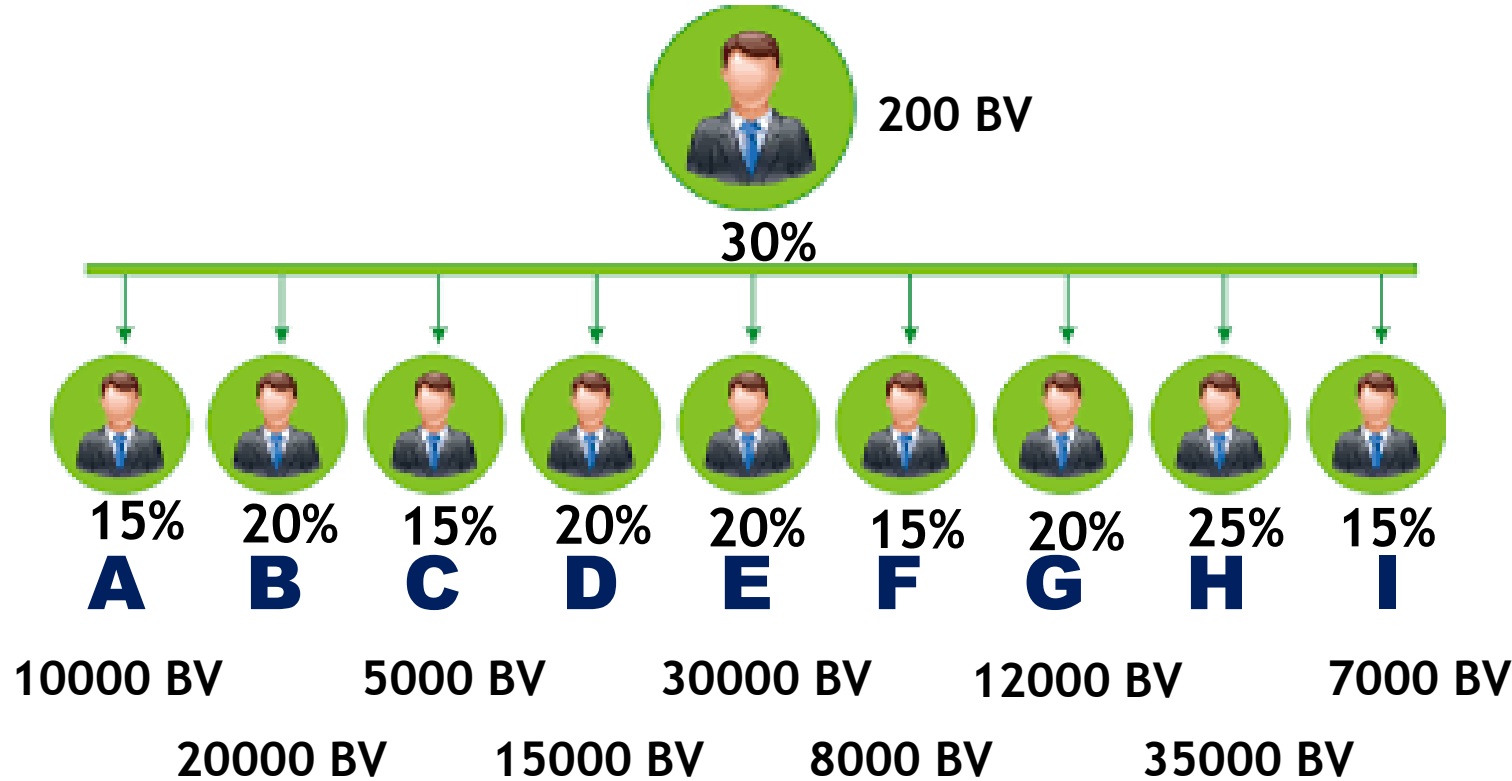 200 BV
30%
15% 20% 15% 20% 20% 15% 20% 25% 15%
A B C D E F G H I
10000 BV 5000 BV 30000 BV 12000 BV 7000 BV
20000 BV 15000 BV 8000 BV 35000 BV